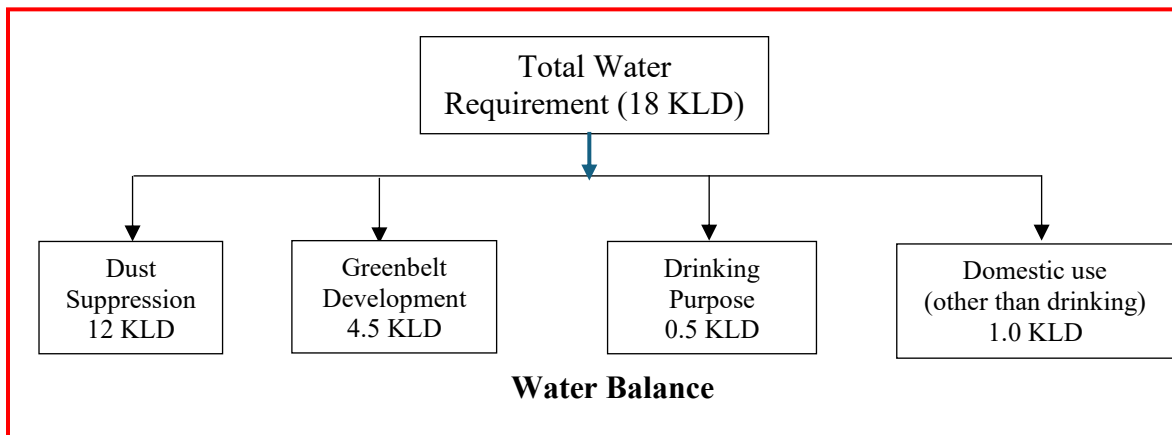 Total Water
Requirement (18 KLD)
Dust
Suppression
12 KLD
Greenbelt
Development
4.5 KLD
Drinking
Purpose
0.5 KLD
Domestic use
(other than drinking)
1.0 KLD
Water Balance